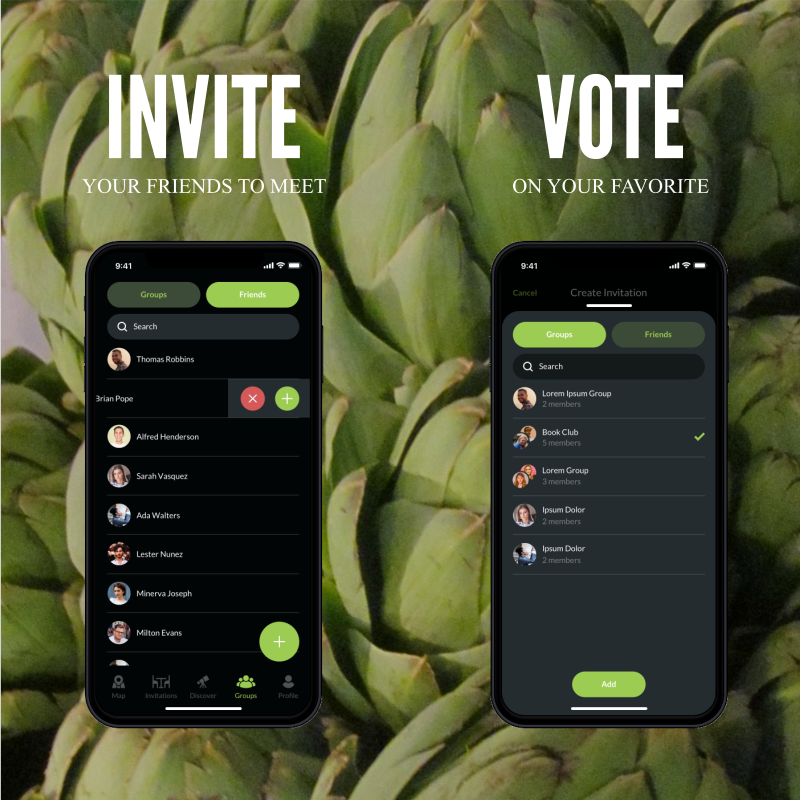 INVITE
YOUR FRIENDS TO MEET
9:41
Groups
Friends
Search
Thomas Robbins
Brian Pope
Alfred Henderson
Sarah Vasquez
Ada Walters
Lester Nunez
Minerva Joseph
Milton Evans
Map Invitations Discover Groups Profile
VOTE
ON YOUR FAVORITE
9:41
Cancel Create Invitation
Groups
Friends
Search
Lorem Ipsum Group
2 members
Book Club
5 members
Lorem Group
3 members
Ipsum Dolor
2 members
Ipsum Dolor
2 members
Add